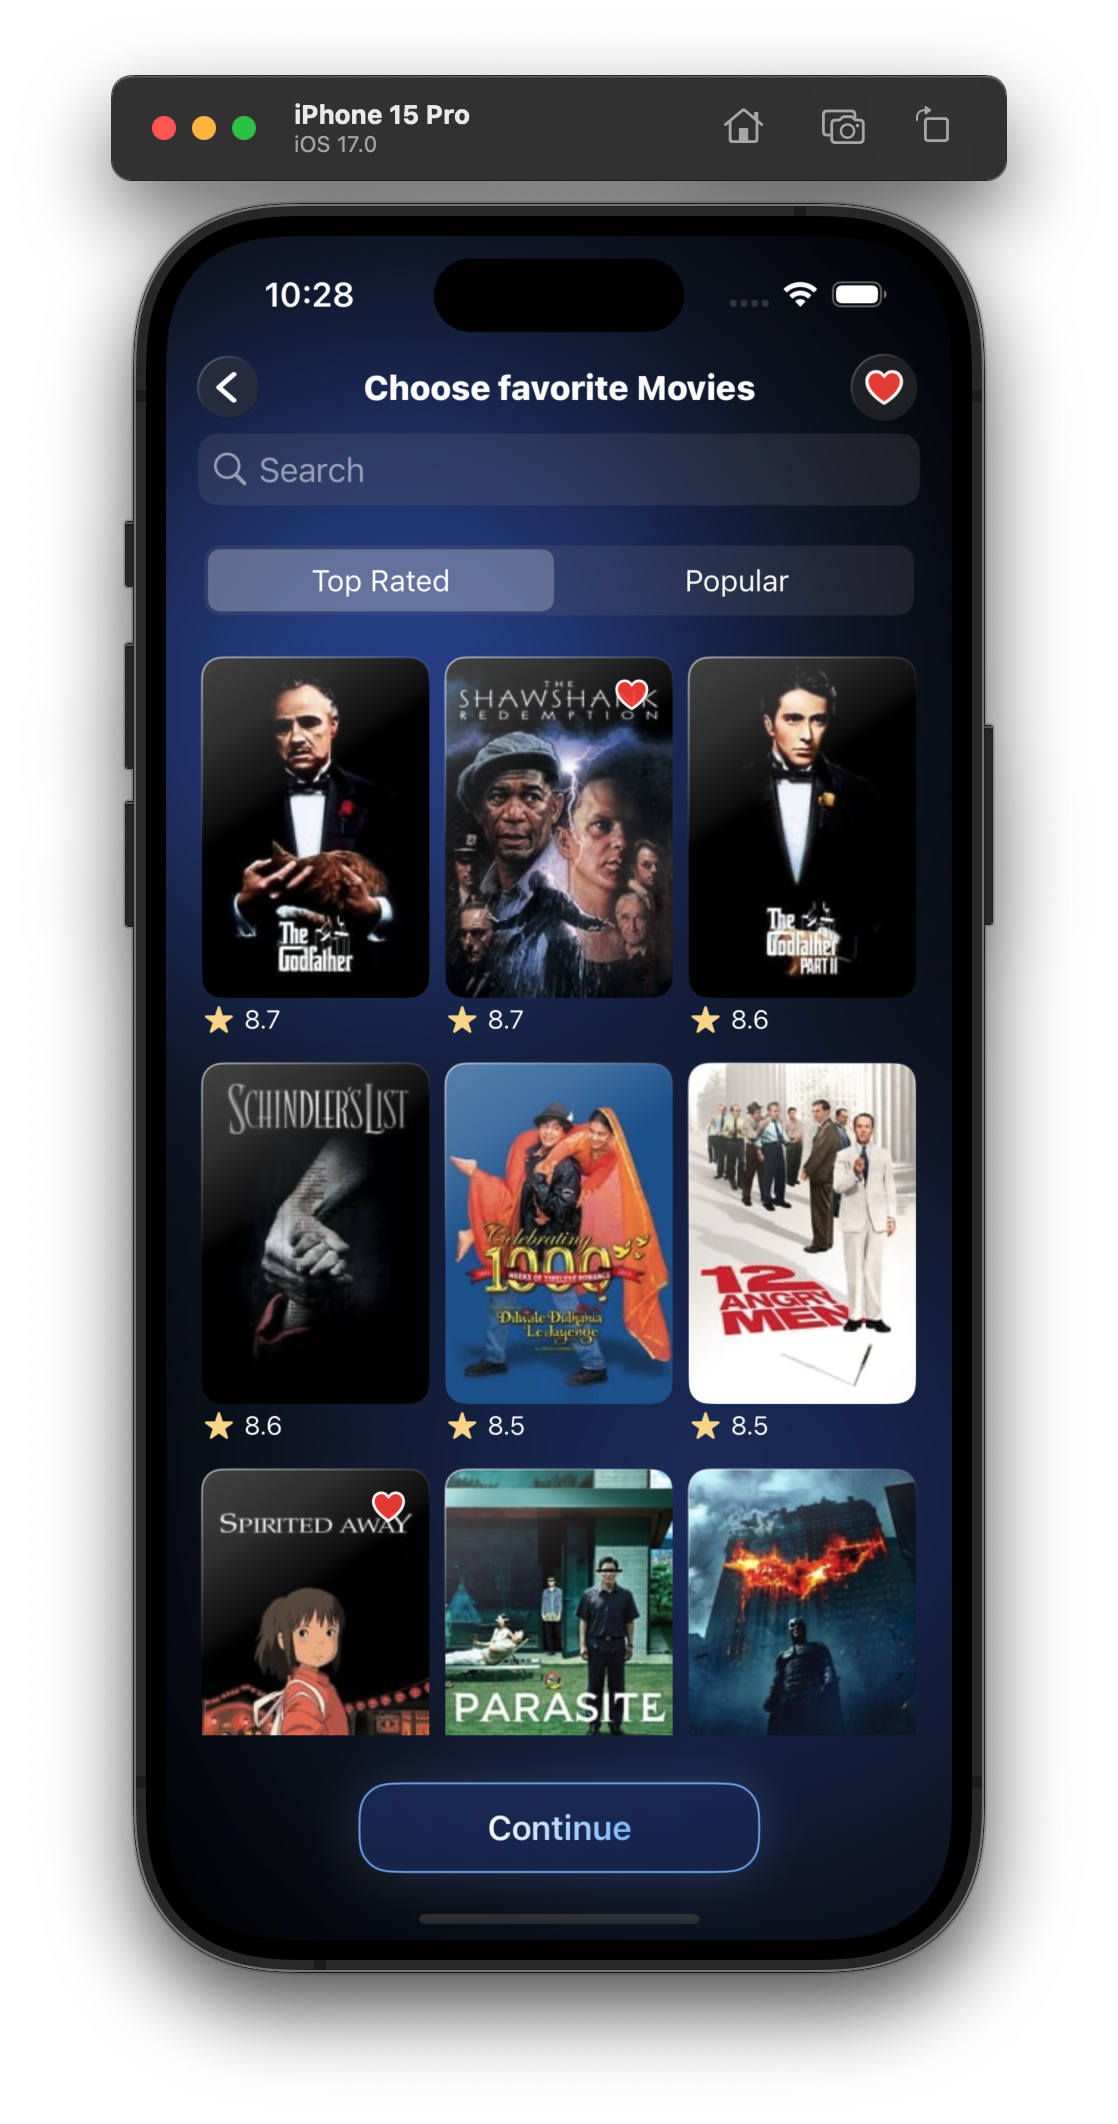 iPhone 15 Pro
iOS 17.0
10:28
Choose favorite Movies
Search
Top Rated
Popular
The
Godfather
THE
SHAWSHANK
REDEMPTION
The
Godfather
PART II
8.7
8.7
8.6
SCHINDLER'S LIST
Celebrating
1000
WEEKS OF TIMELESS ROMANCE
Dilwale Dulhania
Le Jayenge
12
ANGRY
MEN
8.6
8.5
8.5
SPIRITED AWAY
PARASITE
Continue